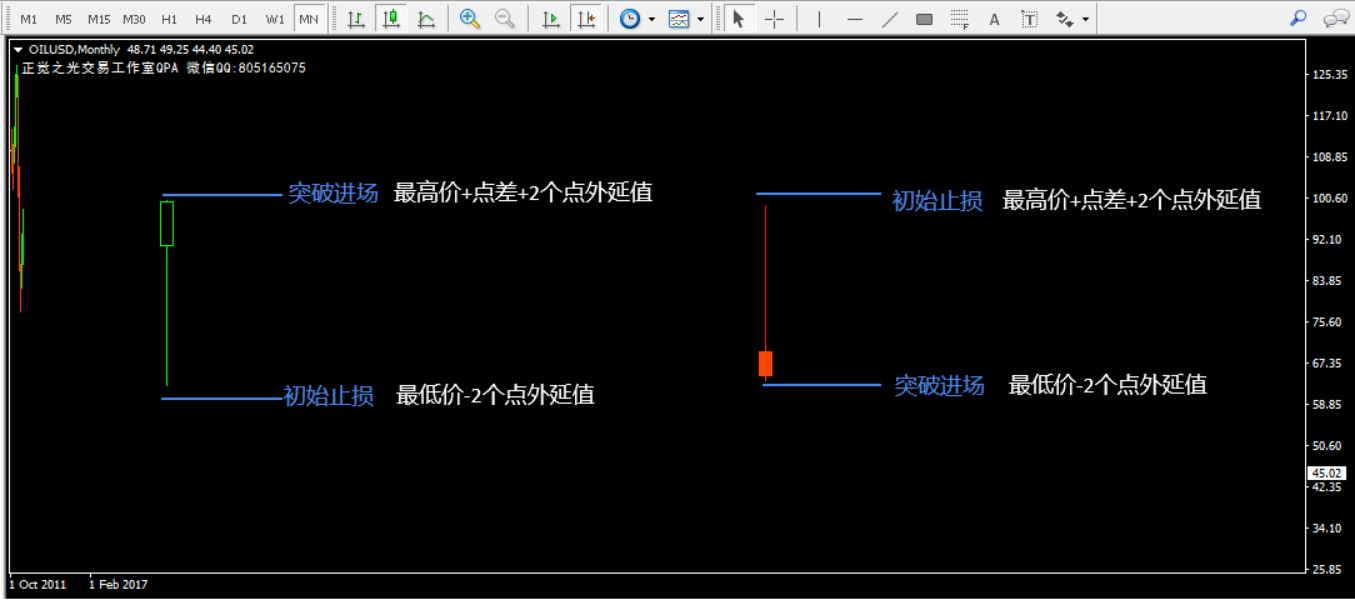 M1 M5 M15 M30 H1 H4 D1 W1 MN A T
OILUSD,Monthly 48.71 49.25 44.40 45.02
正觉之光交易工作室QPA 微信QQ:805165075
突破进场 最高价+点差+2个点外延值
初始止损 最高价+点差+2个点外延值
初始止损 最低价-2个点外延值
突破进场 最低价-2个点外延值
125.35
117.10
108.85
100.60
92.10
83.85
75.60
67.35
58.85
50.60
45.02
42.35
34.10
25.85
1 Oct 2011 1 Feb 2017